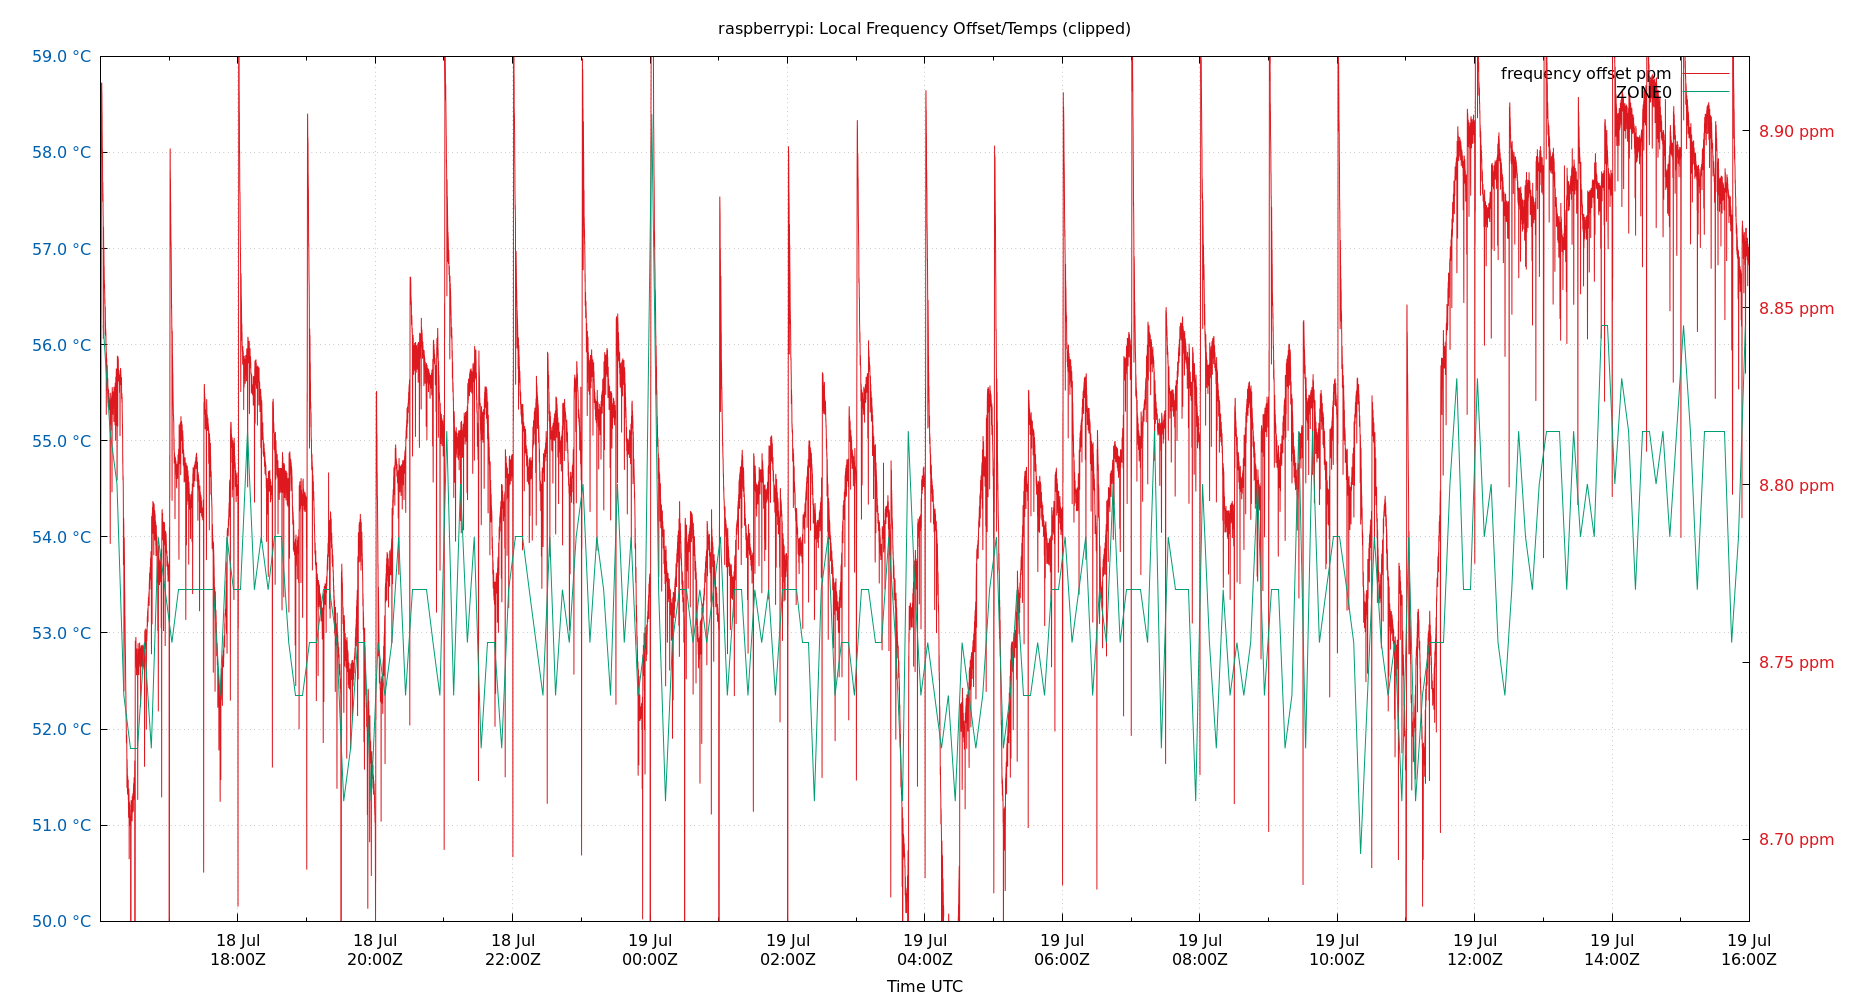 raspberrypi: Local Frequency Offset/Temps (clipped)
59.0 °C
58.0 °C
57.0 °C
56.0 °C
55.0 °C
54.0 °C
53.0 °C
52.0 °C
51.0 °C
50.0 °C
frequency offset ppm
ZONE0
8.90 ppm
8.85 ppm
8.80 ppm
8.75 ppm
8.70 ppm
18 Jul 18 Jul 18 Jul 19 Jul 19 Jul 19 Jul 19 Jul 19 Jul 19 Jul 19 Jul 19 Jul 19 Jul
18:00Z 20:00Z 22:00Z 00:00Z 02:00Z 04:00Z 06:00Z 08:00Z 10:00Z 12:00Z 14:00Z 16:00Z
Time UTC